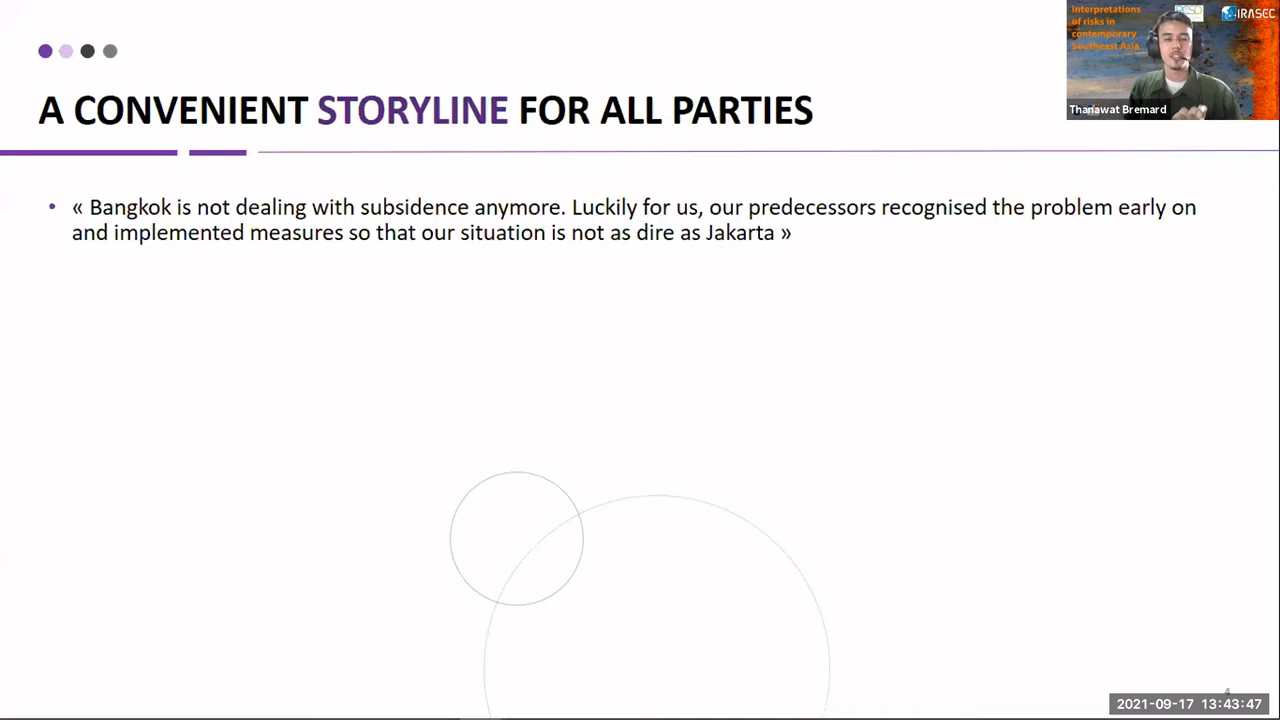 Interpretations
of risks in
contemporary
Southeast Asia
IRASEC
Thanawat Bremard
A CONVENIENT STORYLINE FOR ALL PARTIES
• « Bangkok is not dealing with subsidence anymore. Luckily for us, our predecessors recognised the problem early on
and implemented measures so that our situation is not as dire as Jakarta »
4
2021-09-17 13:43:47